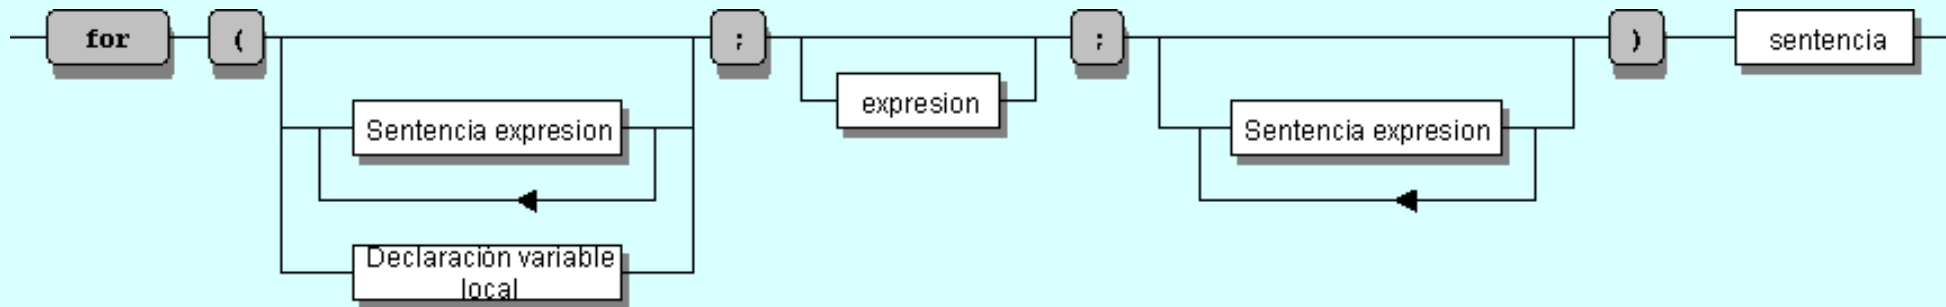 for
(
Sentencia expresion
Declaración variable
local
;
expresion
;
Sentencia expresion
)
sentencia